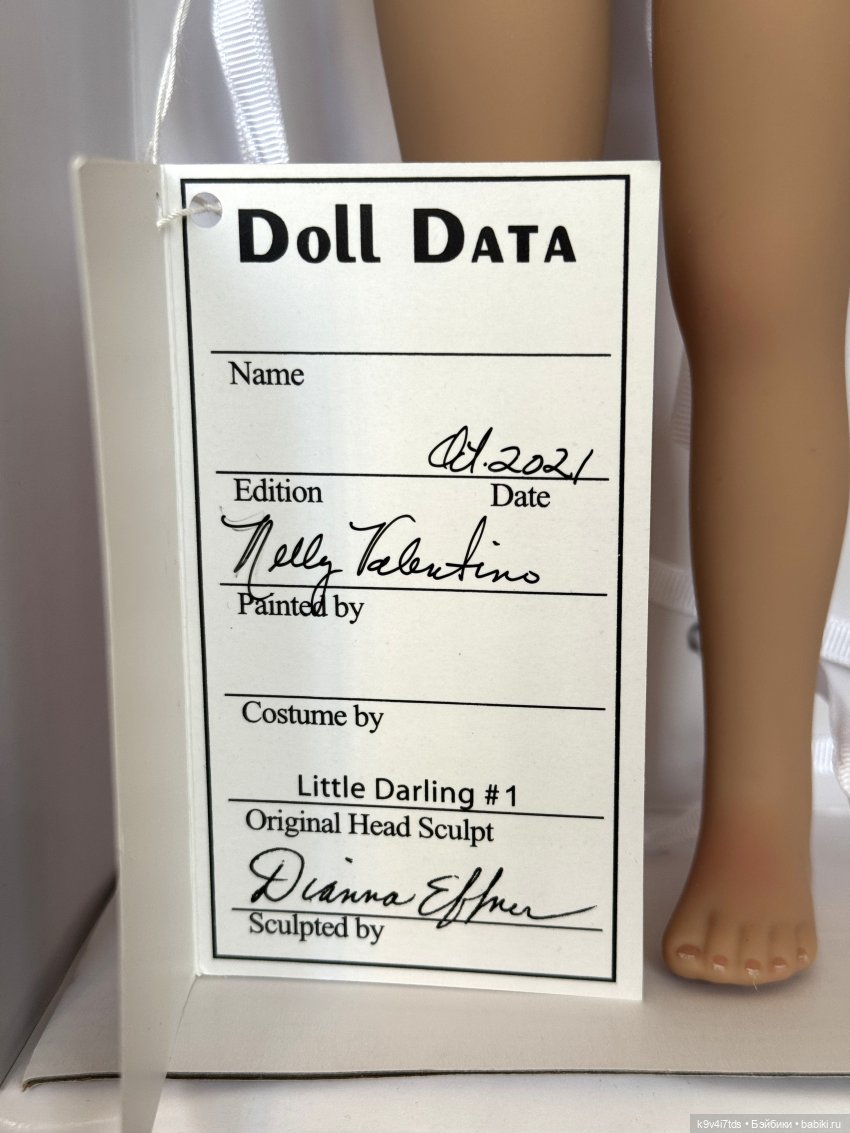 Doll Data
Name
Oct. 2021
Edition Date
Nelly Valentino
Painted by
Costume by
Little Darling #1
Original Head Sculpt
Dianna Effner
Sculpted by
k9v4i7tds • Бэйбики • babiki.ru